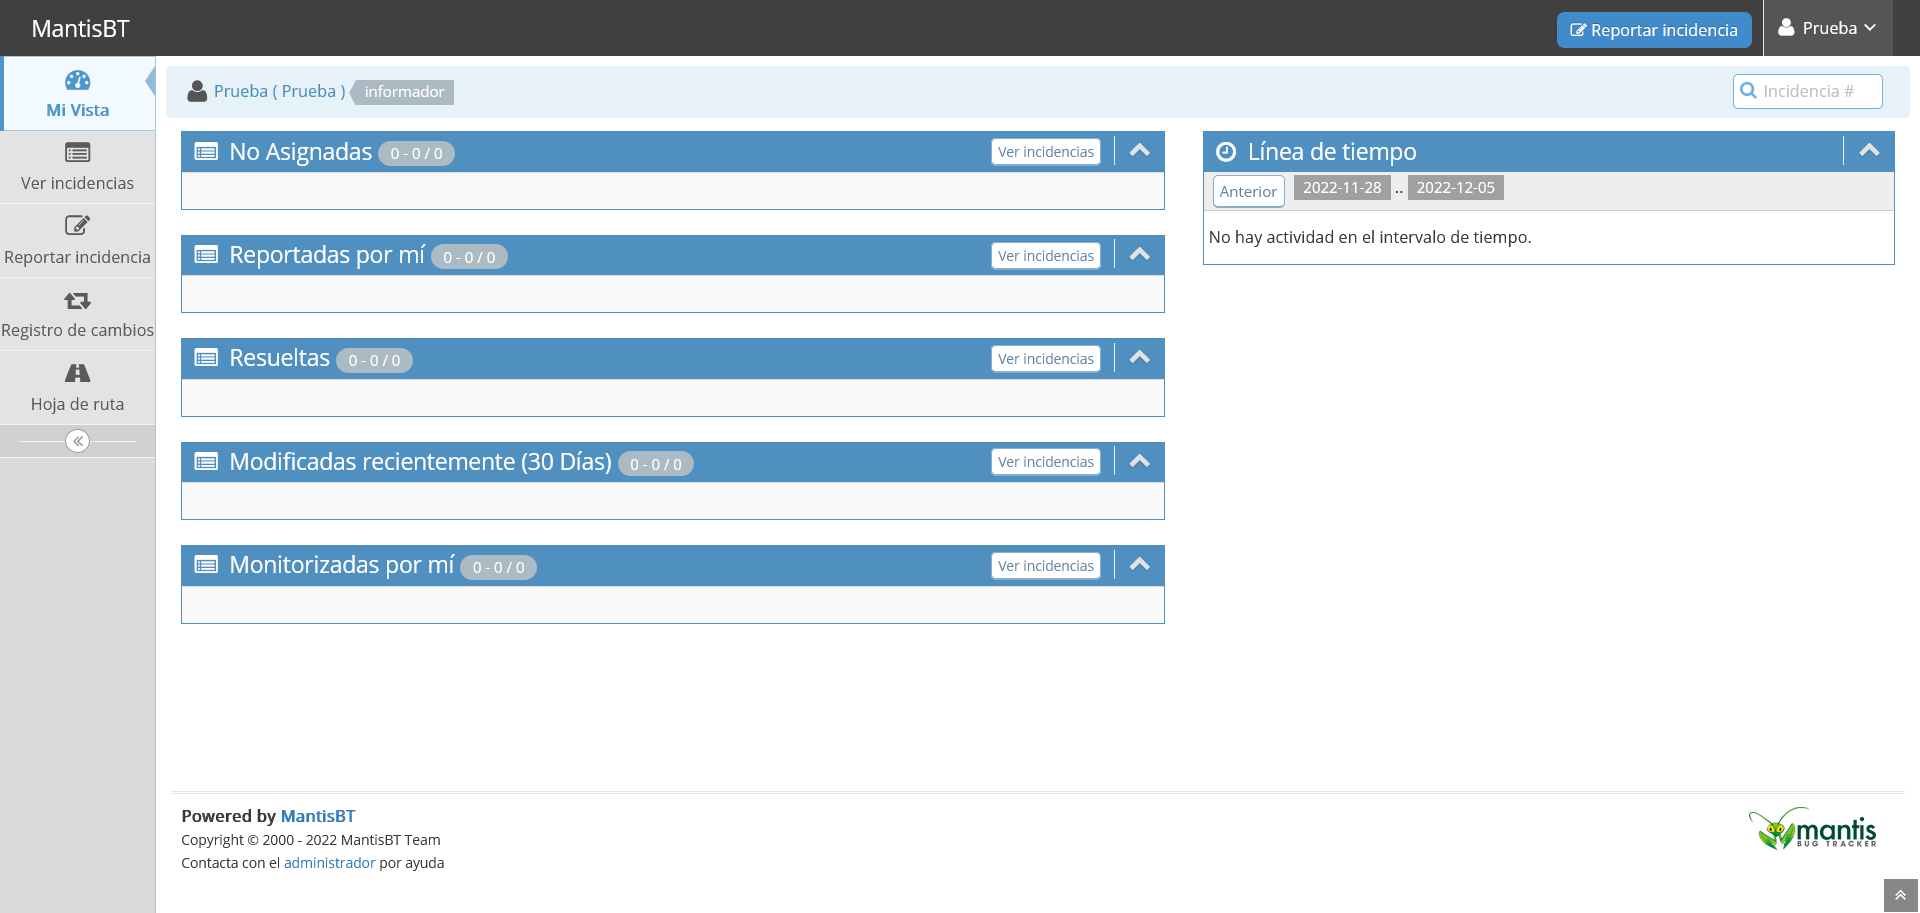 MantisBT
Reportar incidencia
Prueba
Mi Vista
Ver incidencias
Reportar incidencia
Registro de cambios
Hoja de ruta
Prueba ( Prueba )
informador
Incidencia #
No Asignadas 0 - 0 / 0
Ver incidencias
Reportadas por mí 0 - 0 / 0
Ver incidencias
Resueltas 0 - 0 / 0
Ver incidencias
Modificadas recientemente (30 Días) 0 - 0 / 0
Ver incidencias
Monitorizadas por mí 0 - 0 / 0
Ver incidencias
Línea de tiempo
Anterior 2022-11-28 .. 2022-12-05
No hay actividad en el intervalo de tiempo.
Powered by MantisBT
Copyright © 2000 - 2022 MantisBT Team
Contacta con el administrador por ayuda
mantis
BUG TRACKER